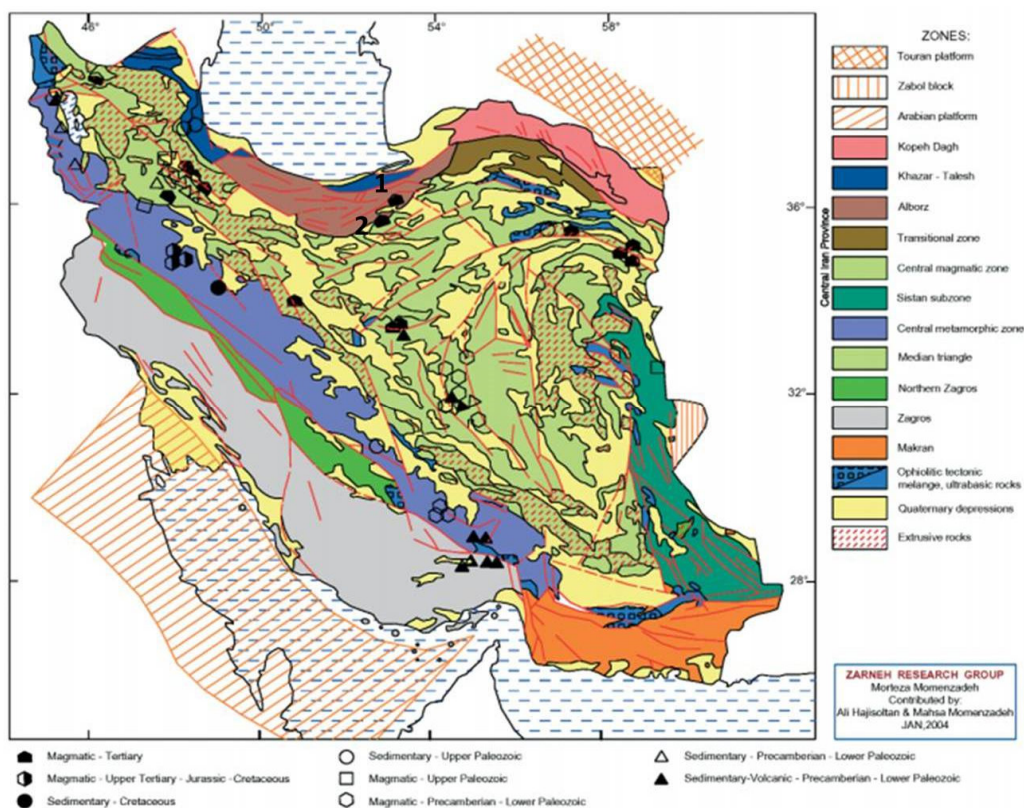 46°
50°
54°
58°
36°
32°
28°
1
2
Central Iran Province
ZONES:
Touran platform
Zabol block
Arabian platform
Kopeh Dagh
Khazar - Talesh
Alborz
Transitional zone
Central magmatic zone
Sistan subzone
Central metamorphic zone
Median triangle
Northern Zagros
Zagros
Makran
Ophiolitic tectonic
melange, ultrabasic rocks
Quaternary depressions
Extrusive rocks
ZARNEH RESEARCH GROUP
Morteza Momenzadeh
Contributed by:
Ali Hajisoltan & Mahsa Momenzadeh
JAN,2004
Magmatic - Tertiary
Magmatic - Upper Tertiary - Jurassic - Cretaceous
Sedimentary - Cretaceous
Sedimentary - Upper Paleozoic
Magmatic - Upper Paleozoic
Magmatic - Precamberian - Lower Paleozoic
Sedimentary - Precamberian - Lower Paleozoic
Sedimentary-Volcanic - Precamberian - Lower Paleozoic